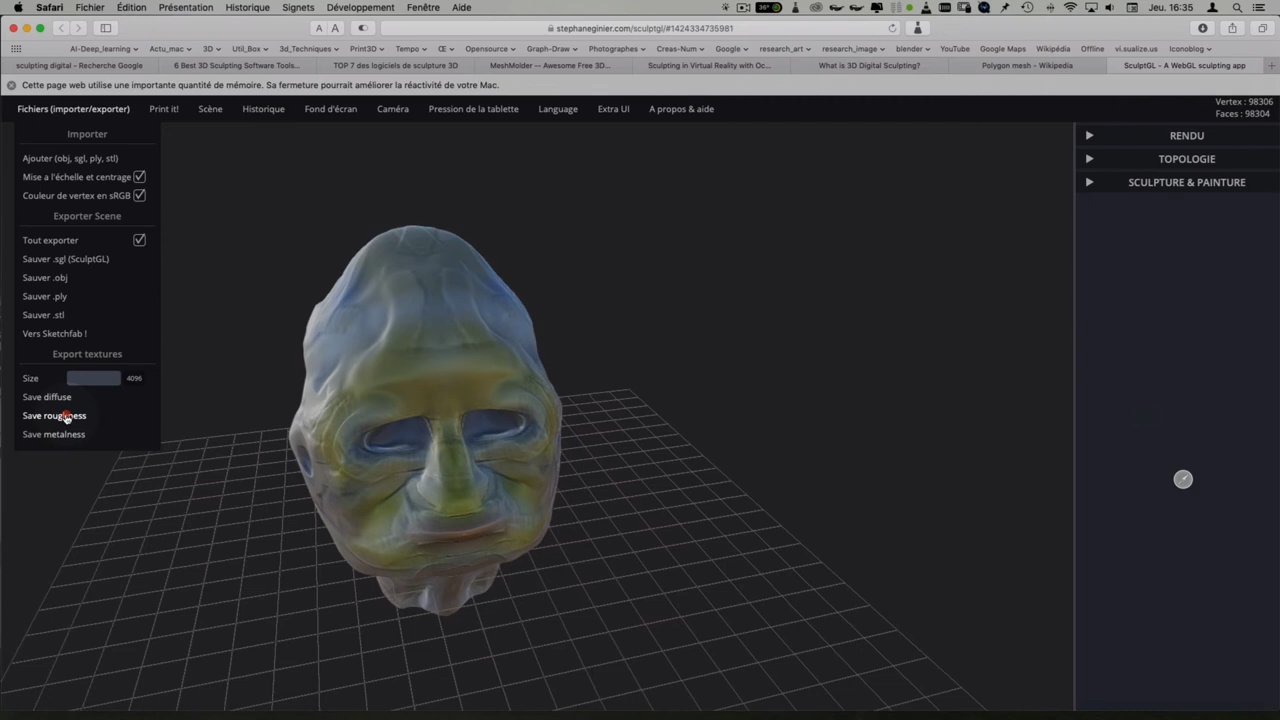 Safari Fichier Édition Présentation Historique Signets Développement Fenêtre Aide 36° Jeu. 16:35
A A stephaneginier.com/sculptgl/#1424334735981
AI-Deep_learning Actu_mac 3D Util_Box 3d_Techniques Print3D Tempo Œ Opensource Graph-Draw Photographes Creas-Num Google research_art research_image blender YouTube Google Maps Wikipédia Offline vi.sualize.us Iconoblog
sculpting digital - Recherche Google 6 Best 3D Sculpting Software Tools... TOP 7 des logiciels de sculpture 3D MeshMolder -- Awesome Free 3D... Sculpting in Virtual Reality with Oc... What is 3D Digital Sculpting? Polygon mesh - Wikipedia SculptGL - A WebGL sculpting app
Cette page web utilise une importante quantité de mémoire. Sa fermeture pourrait améliorer la réactivité de votre Mac.
Fichiers (importer/exporter) Print it! Scène Historique Fond d'écran Caméra Pression de la tablette Language Extra UI A propos & aide
Vertex : 98306
Faces : 98304
Importer
Ajouter (obj, sgl, ply, stl)
Mise a l'échelle et centrage
Couleur de vertex en sRGB
Exporter Scene
Tout exporter
Sauver .sgl (SculptGL)
Sauver .obj
Sauver .ply
Sauver .stl
Vers Sketchfab !
Export textures
Size 4096
Save diffuse
Save roughness
Save metalness
RENDU
TOPOLOGIE
SCULPTURE & PAINTURE